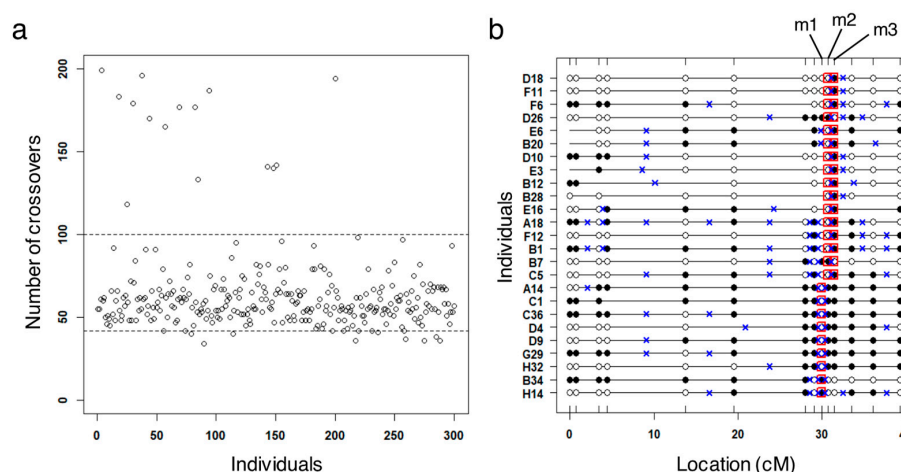 a
b
m1
m2
m3
200
150
100
50
0
Number of crossovers
0 50 100 150 200 250 300
Individuals
D18
F11
F6
D26
E6
B20
D10
E3
B12
B28
E16
A18
F12
B1
B7
C5
A14
C1
C36
D4
D9
G29
H32
B34
H14
Individuals
0 10 20 30
Location (cM)